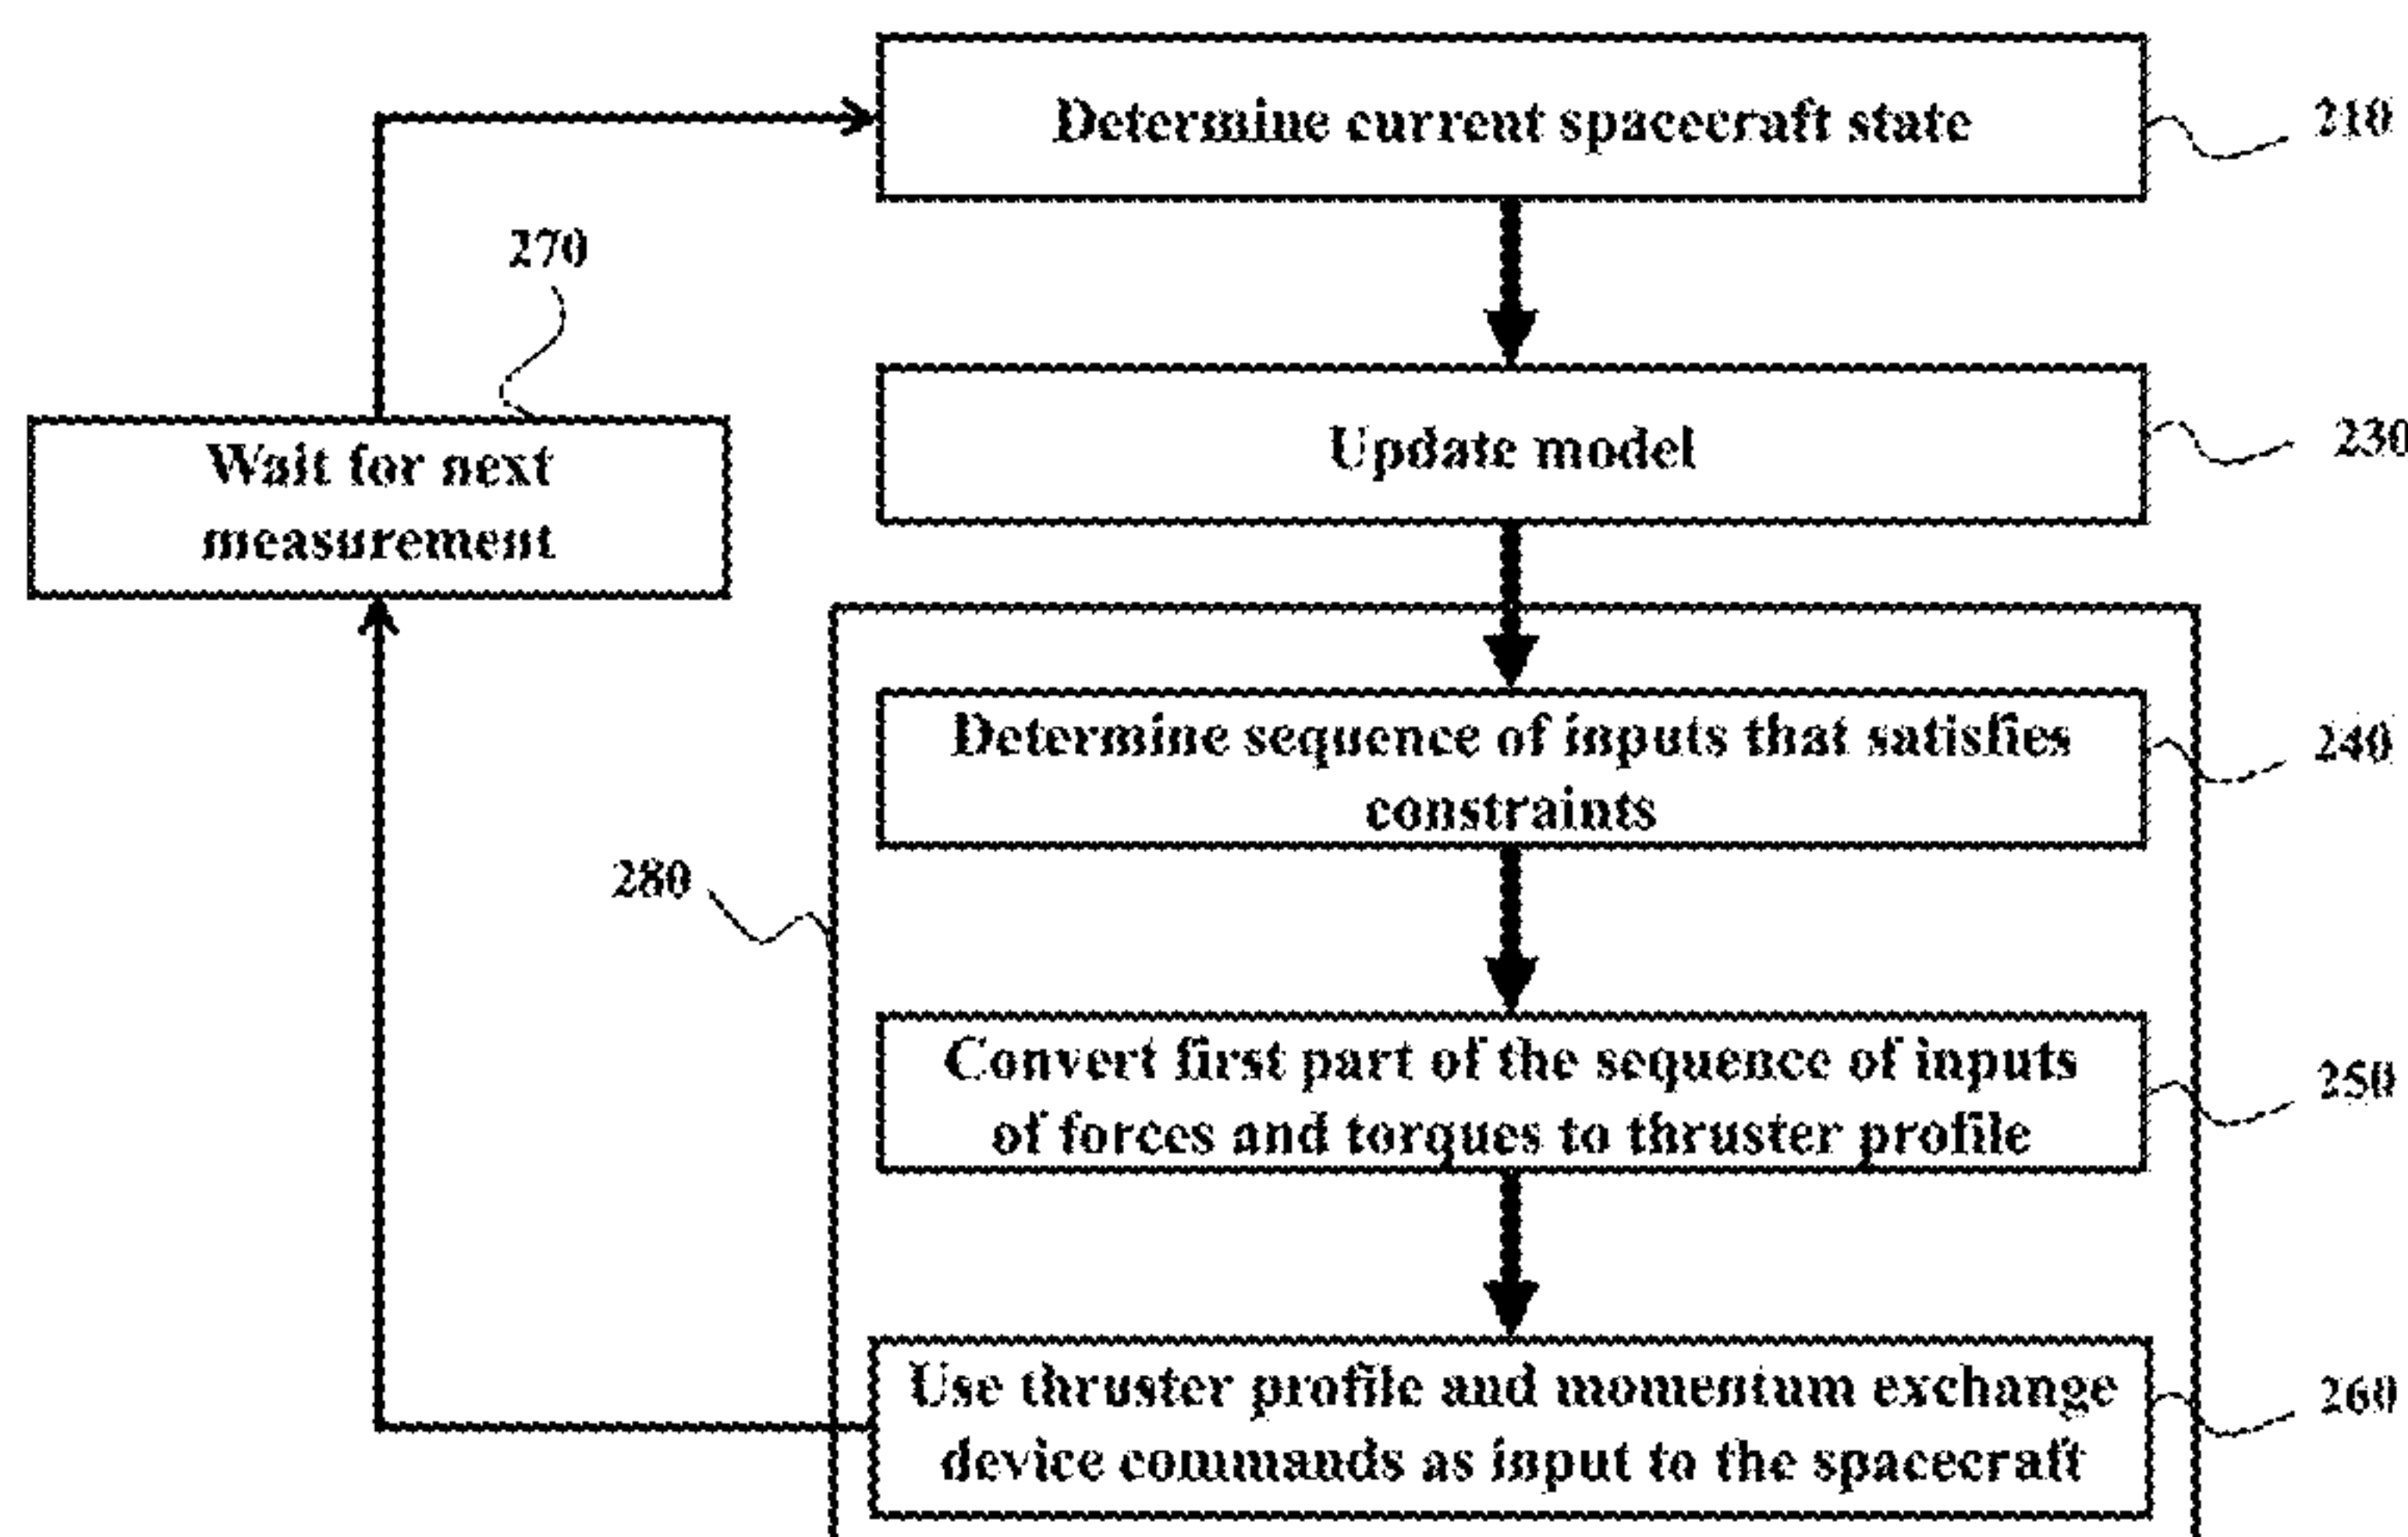 Determine current spacecraft state
210
270
Wait for next
measurement
Update model
230
Determine sequence of inputs that satisfies
constraints
240
280
Convert first part of the sequence of inputs
of forces and torques to thruster profile
250
Use thruster profile and momentum exchange
device commands as input to the spacecraft
260